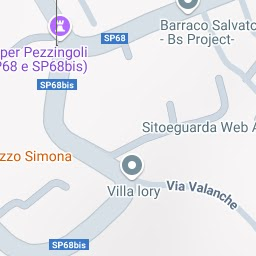 Barraco Salvato
- Bs Project-
per Pezzingoli
P68 e SP68bis)
SP68
SP68bis
Sitoeguarda Web A
zzo Simona
Villa lory
Via Valanche
SP68bis